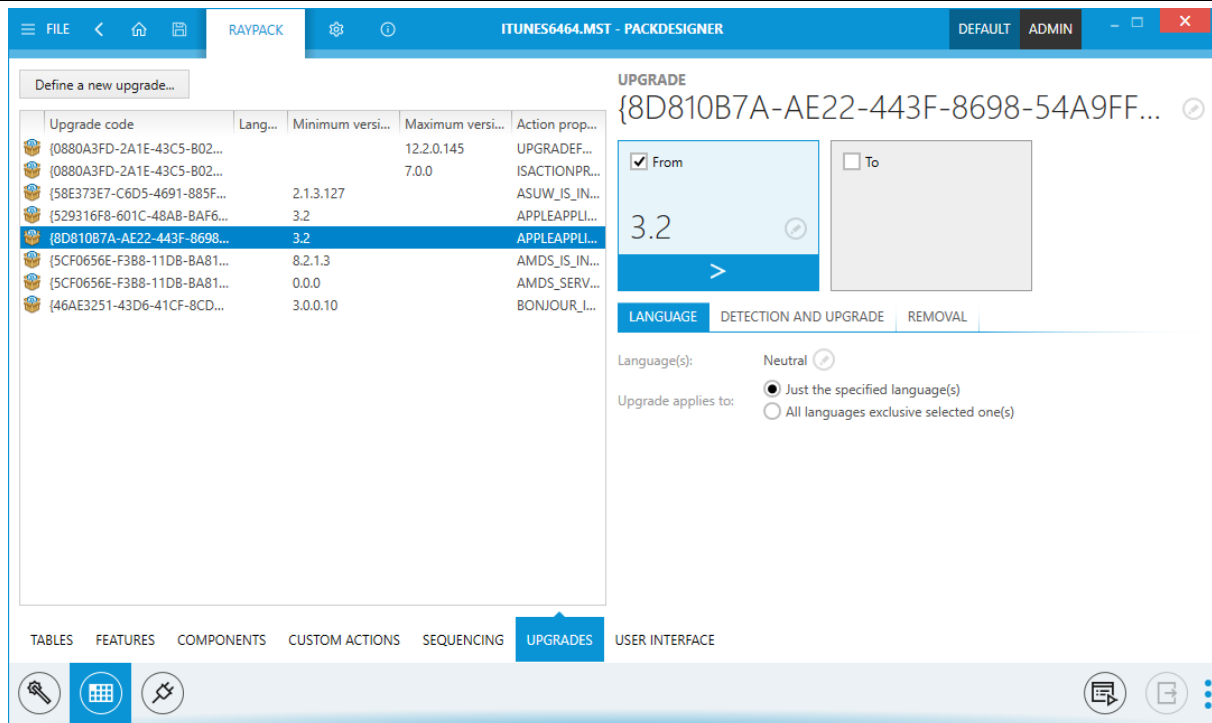 FILE RAYPACK ITUNES6464.MST - PACKDESIGNER DEFAULT ADMIN
Define a new upgrade...
Upgrade code Lang... Minimum versi... Maximum versi... Action prop...
{0880A3FD-2A1E-43C5-B02... 12.2.0.145 UPGRADEF...
{0880A3FD-2A1E-43C5-B02... 7.0.0 ISACTIONPR...
{58E373E7-C6D5-4691-885F... 2.1.3.127 ASUW_IS_IN...
{529316F8-601C-48AB-BAF6... 3.2 APPLEAPPLI...
{8D810B7A-AE22-443F-8698... 3.2 APPLEAPPLI...
{5CF0656E-F3B8-11DB-BA81... 8.2.1.3 AMDS_IS_IN...
{5CF0656E-F3B8-11DB-BA81... 0.0.0 AMDS_SERV...
{46AE3251-43D6-41CF-8CD... 3.0.0.10 BONJOUR_I...
UPGRADE
{8D810B7A-AE22-443F-8698-54A9FF...
From To
3.2
LANGUAGE DETECTION AND UPGRADE REMOVAL
Language(s): Neutral
Upgrade applies to: Just the specified language(s)
All languages exclusive selected one(s)
TABLES FEATURES COMPONENTS CUSTOM ACTIONS SEQUENCING UPGRADES USER INTERFACE